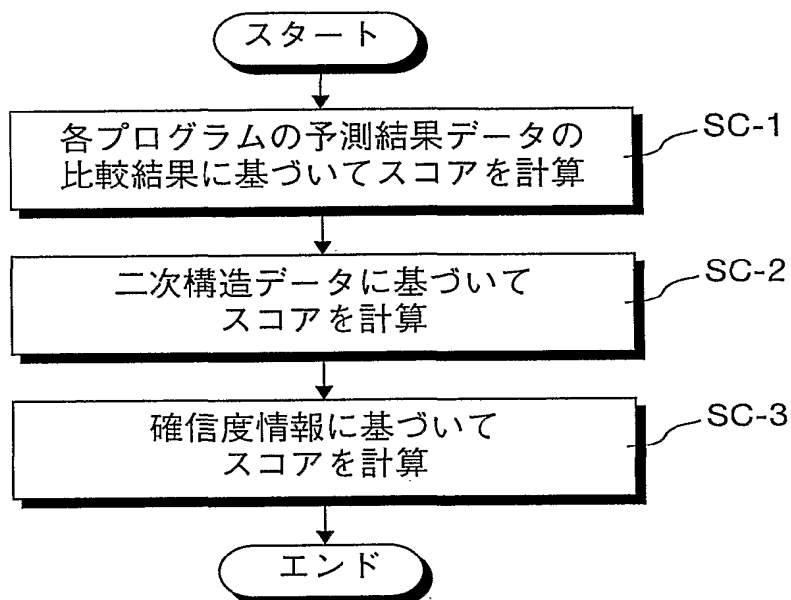 スタート
各プログラムの予測結果データの
比較結果に基づいてスコアを計算
SC-1
二次構造データに基づいて
スコアを計算
SC-2
確信度情報に基づいて
スコアを計算
SC-3
エンド